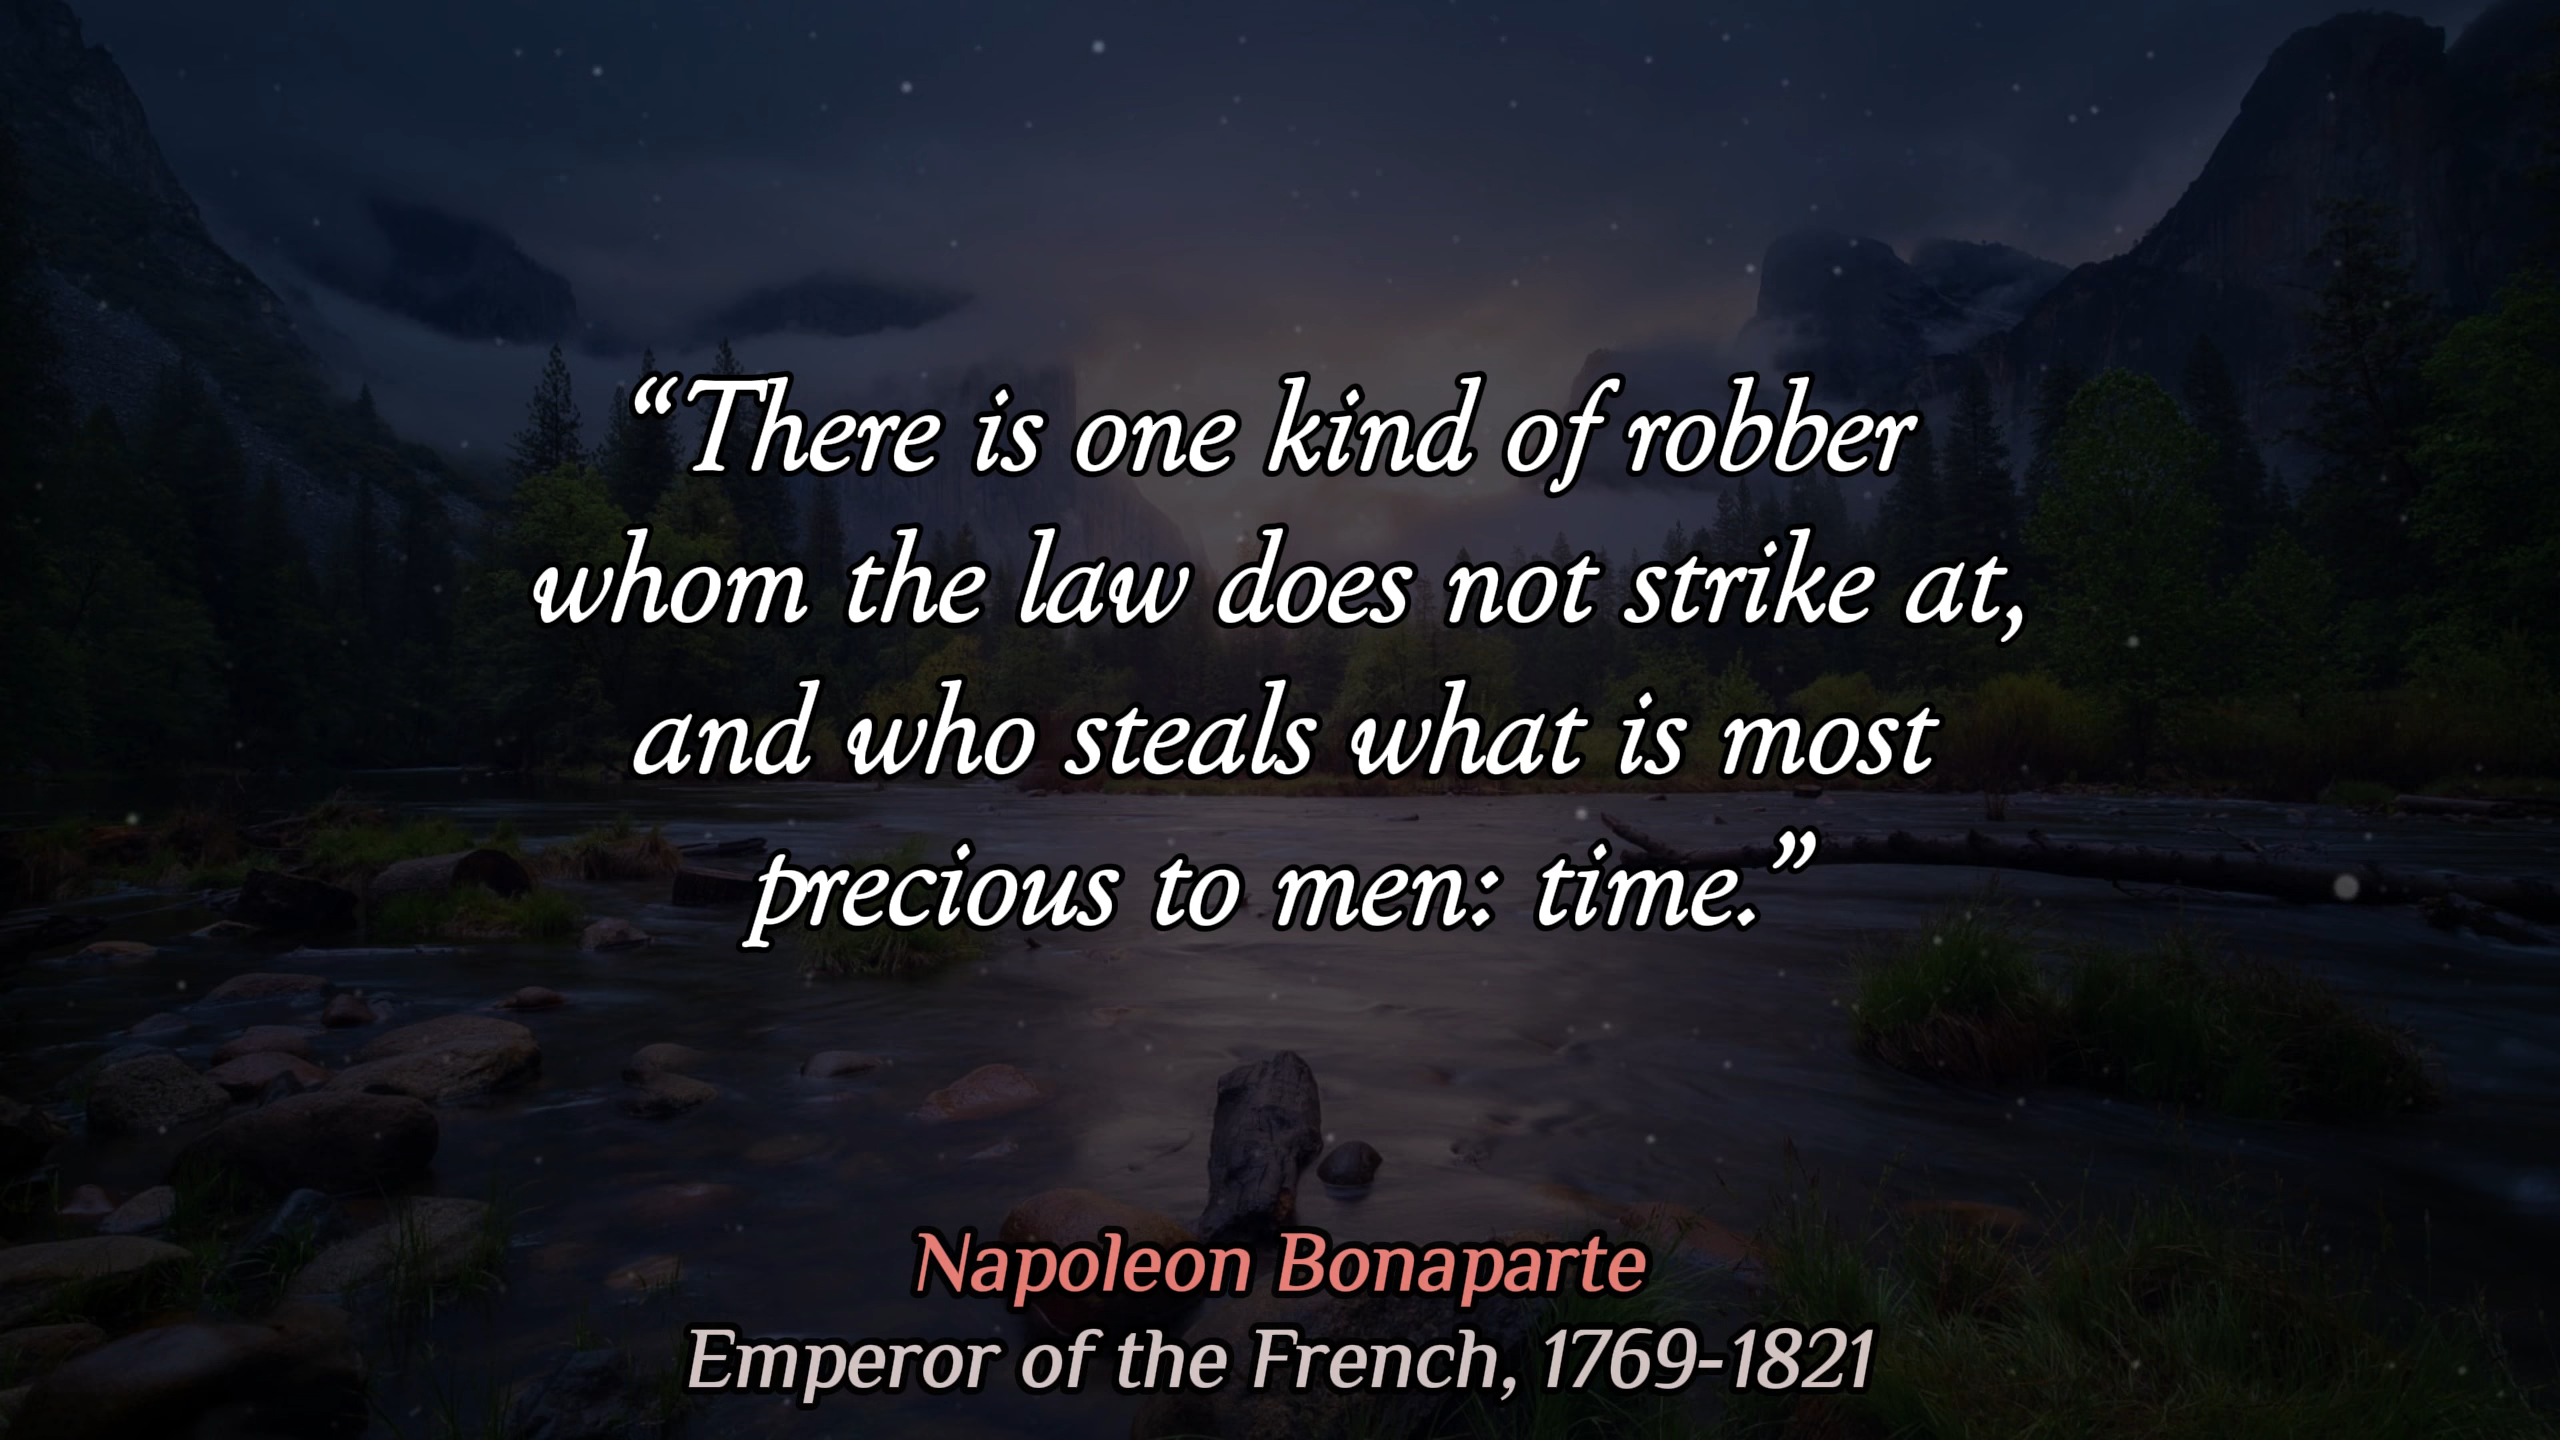 “There is one kind of robber
whom the law does not strike at,
and who steals what is most
precious to men: time.”
Napoleon Bonaparte
Emperor of the French, 1769-1821